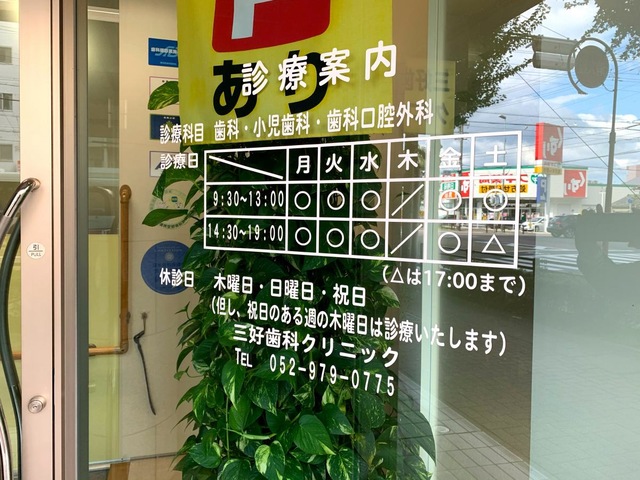 P
あり
診療案内
診療科目 歯科・小児歯科・歯科口腔外科
診療日 月 火 水 木 金 土
9:30~13:00 ○ ○ ○ ／ ○ ○
14:30~19:00 ○ ○ ○ ／ ○ △
(△は17:00まで)
休診日 木曜日・日曜日・祝日
(但し、祝日のある週の木曜日は診療いたします)
三好歯科クリニック
TEL 052-979-0775
引
PULL